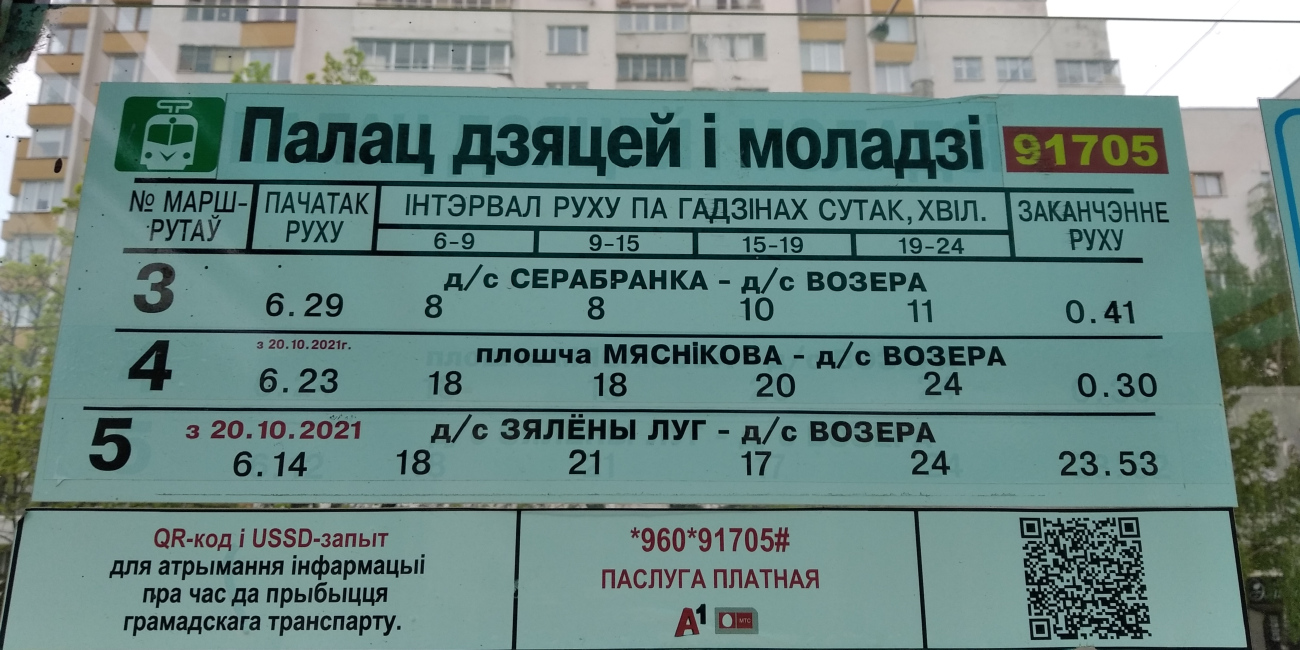 Палац дзяцей і моладзі 91705
№ МАРШ-
РУТАЎ
ПАЧАТАК
РУХУ
ІНТЭРВАЛ РУХУ ПА ГАДЗІНАХ СУТАК, ХВІЛ.
6-9 9-15 15-19 19-24
ЗАКАНЧЭННЕ
РУХУ
3 д/с СЕРАБРАНКА - д/с ВОЗЕРА
6.29 8 8 10 11 0.41
4 з 20.10.2021г. плошча МЯСНІКОВА - д/с ВОЗЕРА
6.23 18 18 20 24 0.30
5 з 20.10.2021 д/с ЗЯЛЁНЫ ЛУГ - д/с ВОЗЕРА
6.14 18 21 17 24 23.53
QR-код і USSD-запыт
для атрымання інфармацыі
пра час да прыбыцця
грамадскага транспарту.
*960*91705#
ПАСЛУГА ПЛАТНАЯ
A1 МТС